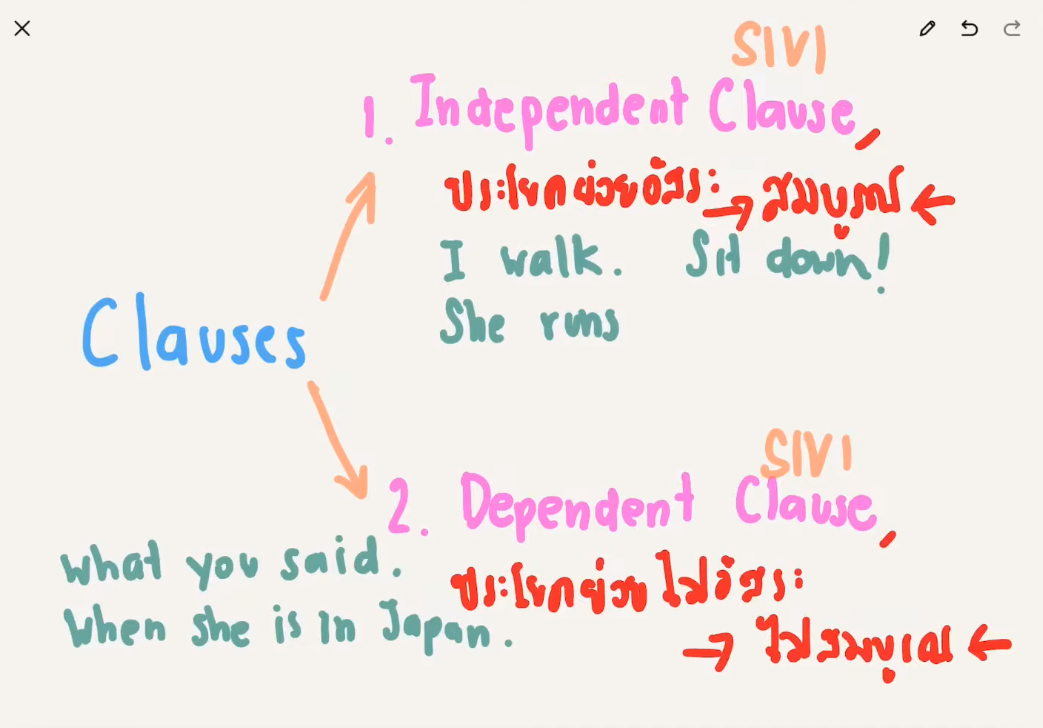 S1V1
1. Independent Clause,
ประโยคย่อยอิสระ → สมบูรณ์ ←
I walk. Sit down!
She runs
Clauses
S1V1
2. Dependent Clause,
ประโยคย่อยไม่อิสระ
→ ไม่สมบูรณ์ ←
What you said.
When she is in Japan.